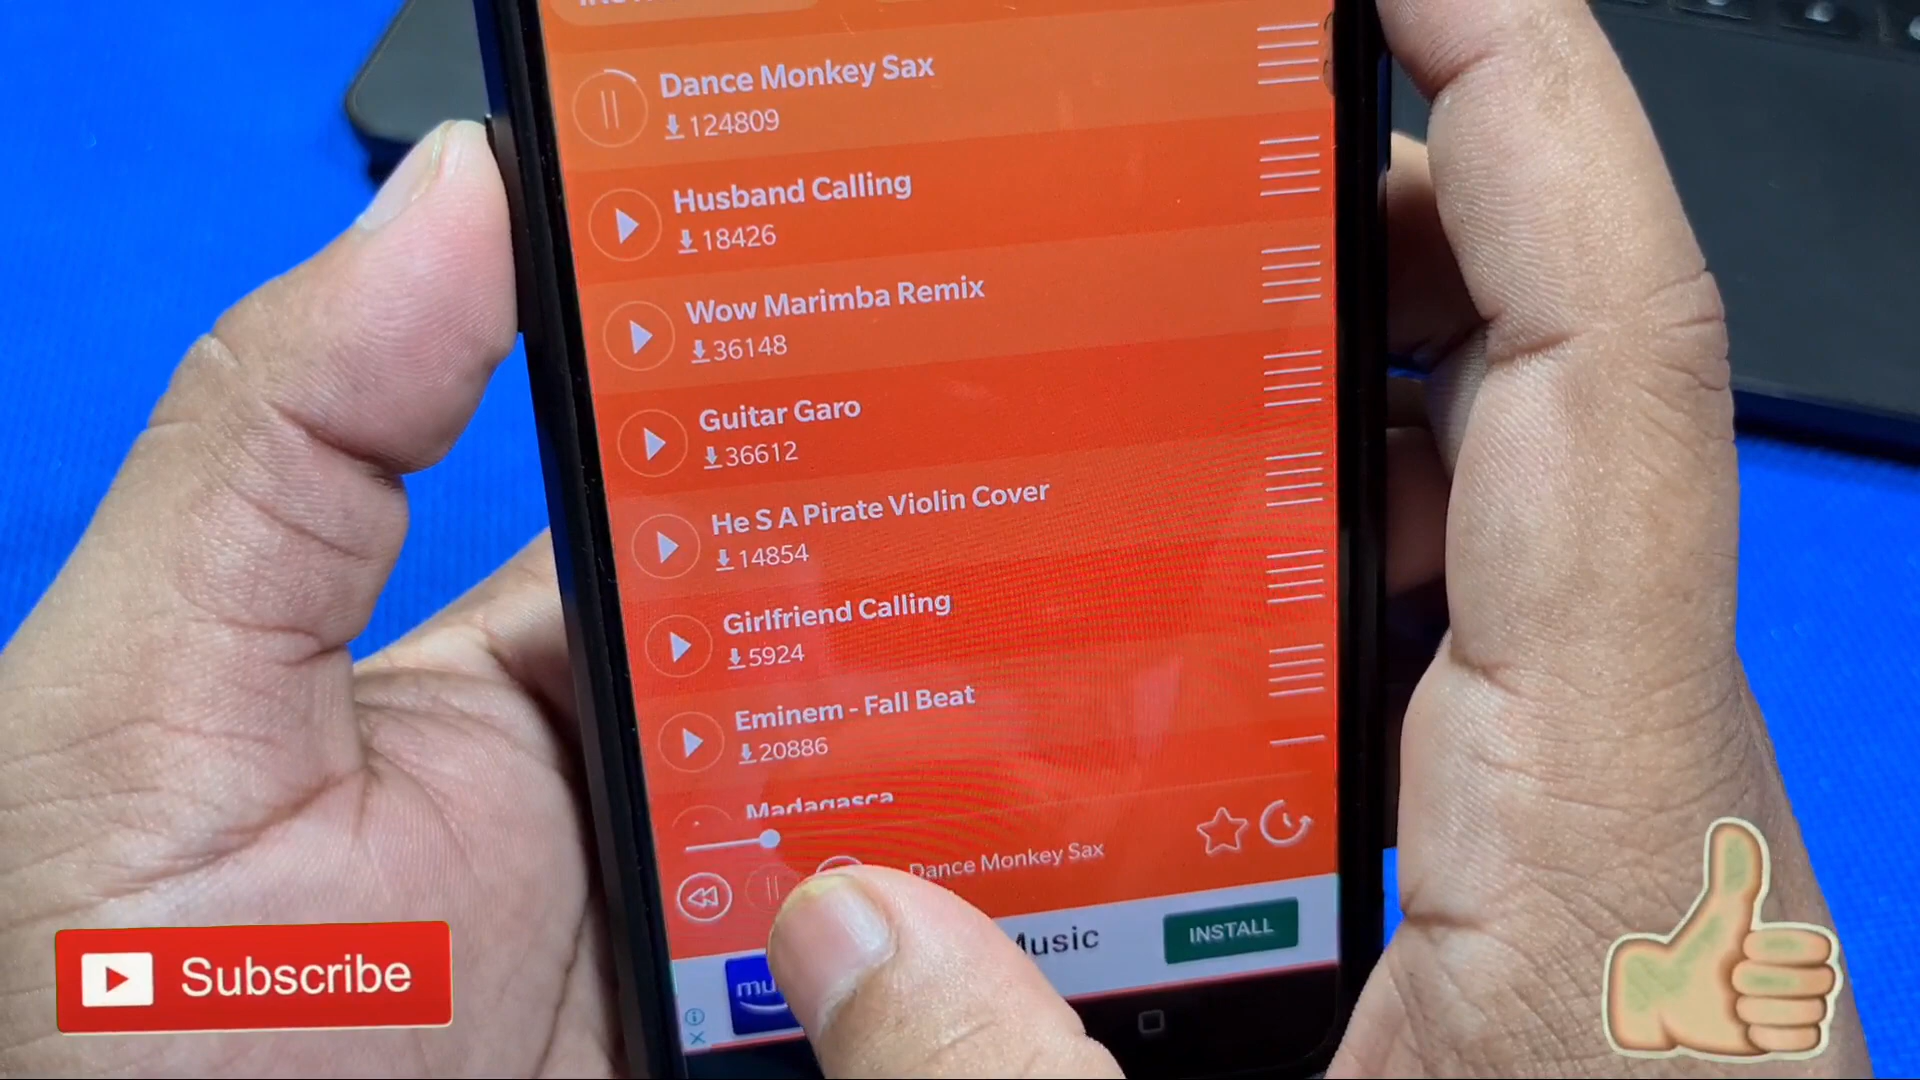 Dance Monkey Sax
124809
Husband Calling
18426
Wow Marimba Remix
36148
Guitar Garo
36612
He S A Pirate Violin Cover
14854
Girlfriend Calling
5924
Eminem - Fall Beat
20886
Madagasca
Dance Monkey Sax
Music
INSTALL
Subscribe